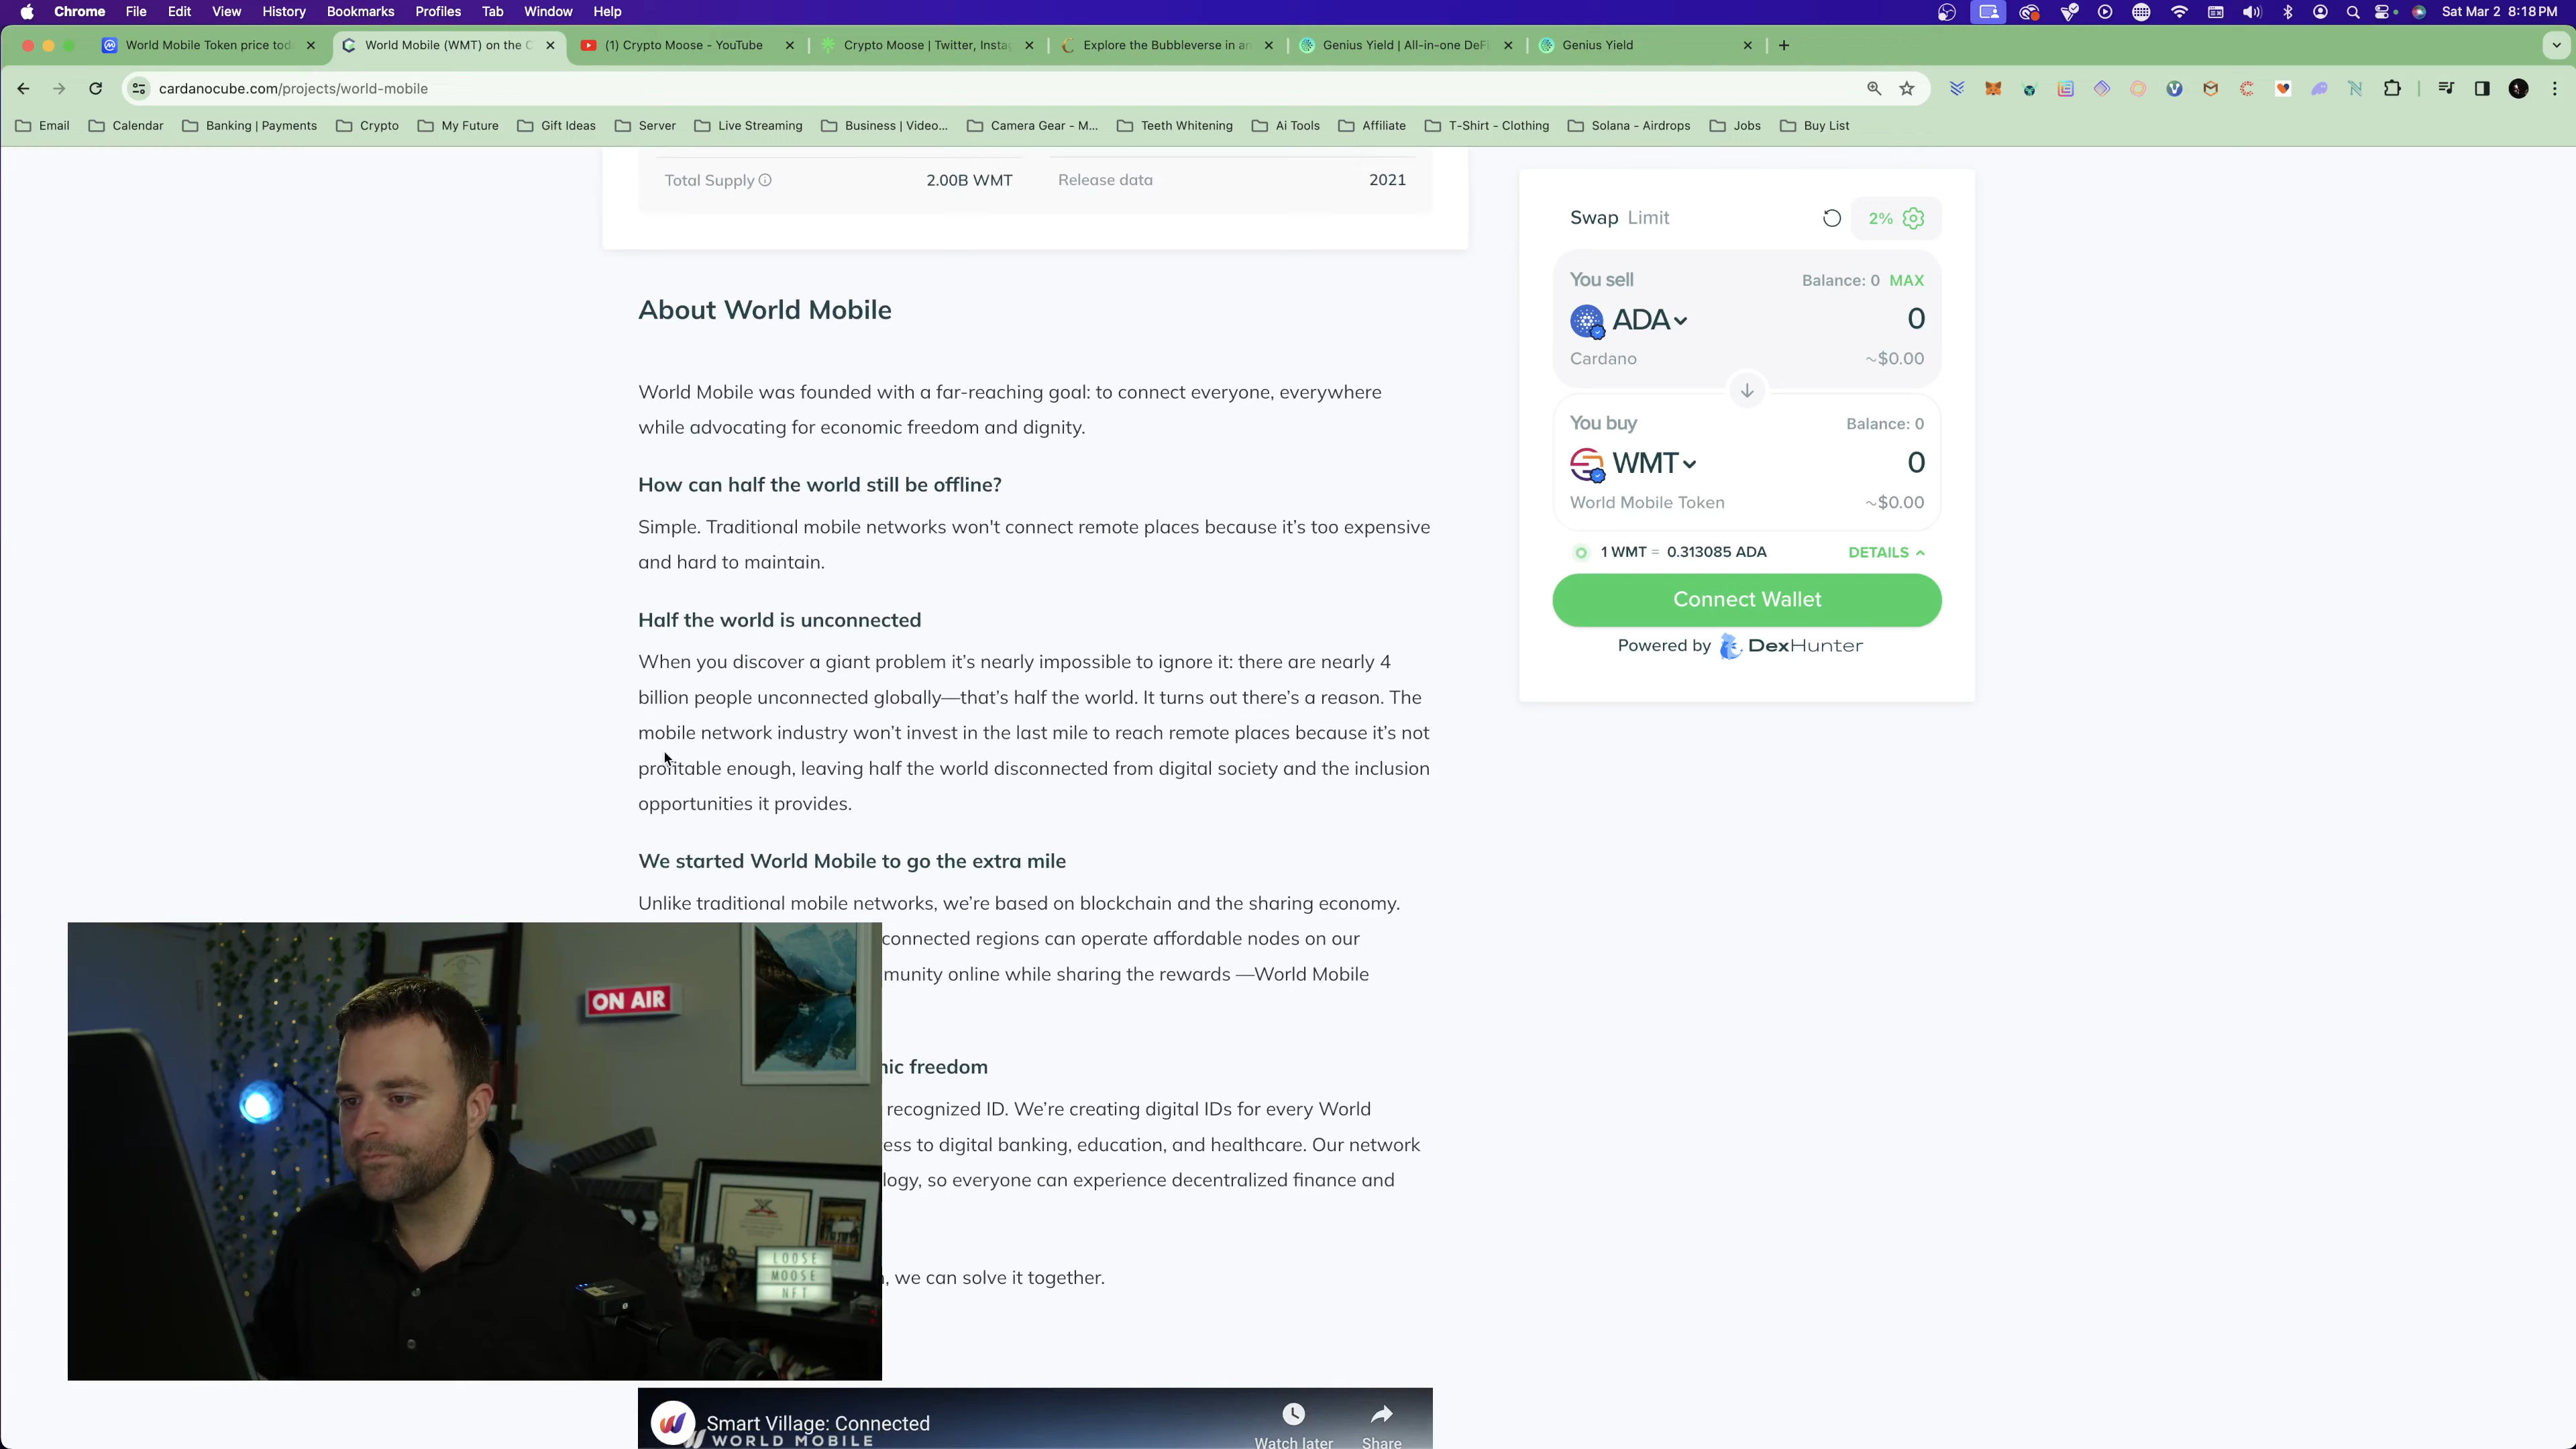 Chrome File Edit View History Bookmarks Profiles Tab Window Help
Sat Mar 2 8:18 PM
World Mobile Token price tod
World Mobile (WMT) on the C
(1) Crypto Moose - YouTube
Crypto Moose | Twitter, Insta
Explore the Bubbleverse in an
Genius Yield | All-in-one DeFi
Genius Yield
cardanocube.com/projects/world-mobile
Email Calendar Banking | Payments Crypto My Future Gift Ideas Server Live Streaming Business | Video... Camera Gear - M... Teeth Whitening Ai Tools Affiliate T-Shirt - Clothing Solana - Airdrops Jobs Buy List
Total Supply 2.00B WMT Release data 2021
About World Mobile
World Mobile was founded with a far-reaching goal: to connect everyone, everywhere
while advocating for economic freedom and dignity.
How can half the world still be offline?
Simple. Traditional mobile networks won't connect remote places because it's too expensive
and hard to maintain.
Half the world is unconnected
When you discover a giant problem it's nearly impossible to ignore it: there are nearly 4
billion people unconnected globally—that's half the world. It turns out there's a reason. The
mobile network industry won't invest in the last mile to reach remote places because it's not
profitable enough, leaving half the world disconnected from digital society and the inclusion
opportunities it provides.
We started World Mobile to go the extra mile
Unlike traditional mobile networks, we're based on blockchain and the sharing economy.
connected regions can operate affordable nodes on our
munity online while sharing the rewards —World Mobile
nic freedom
recognized ID. We're creating digital IDs for every World
ess to digital banking, education, and healthcare. Our network
logy, so everyone can experience decentralized finance and
, we can solve it together.
Smart Village: Connected
WORLD MOBILE
Watch later Share
Swap Limit 2%
You sell Balance: 0 MAX
ADA 0
Cardano ~$0.00
You buy Balance: 0
WMT 0
World Mobile Token ~$0.00
1 WMT = 0.313085 ADA DETAILS
Connect Wallet
Powered by DexHunter
ON AIR
LOOSE
MOOSE
NFT